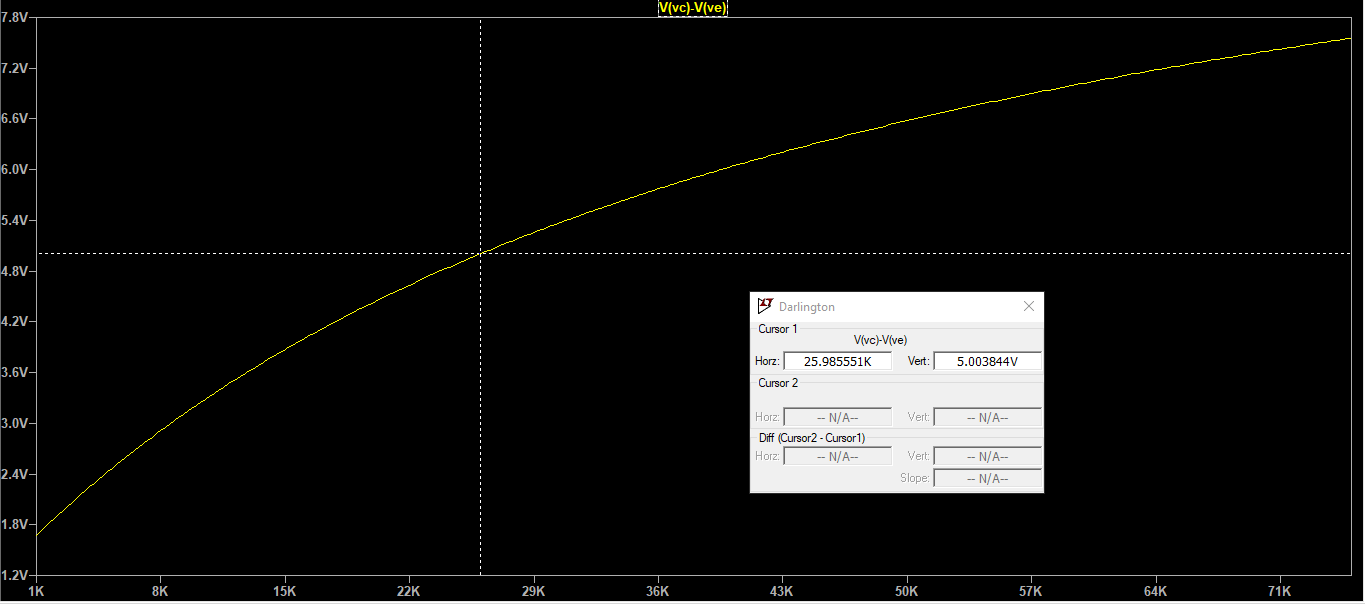 V(vc)-V(ve)
7.8V
7.2V
6.6V
6.0V
5.4V
4.8V
4.2V
3.6V
3.0V
2.4V
1.8V
1.2V
1K 8K 15K 22K 29K 36K 43K 50K 57K 64K 71K
Darlington
Cursor 1
V(vc)-V(ve)
Horz: 25.985551K Vert: 5.003844V
Cursor 2
Horz: -- N/A-- Vert: -- N/A--
Diff (Cursor2 - Cursor1)
Horz: -- N/A-- Vert: -- N/A--
Slope: -- N/A--